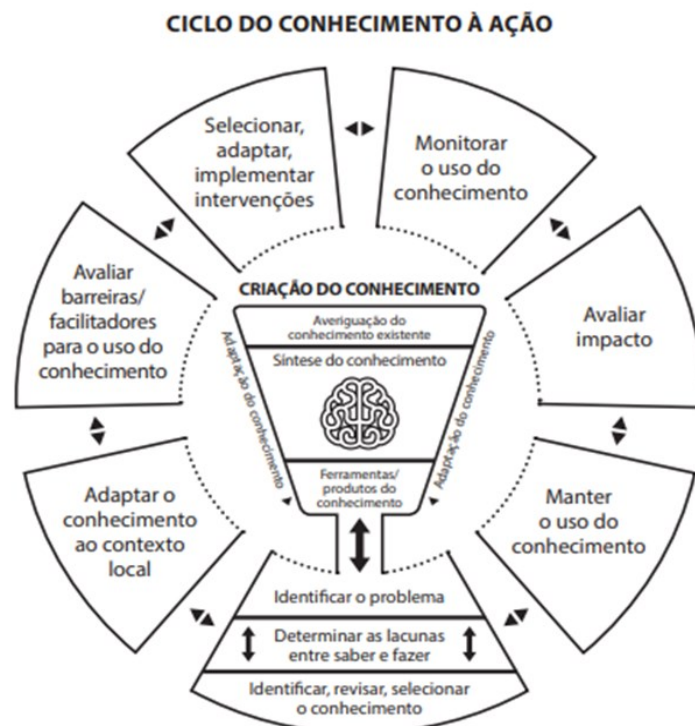 CICLO DO CONHECIMENTO À AÇÃO
Selecionar,
adaptar,
implementar
intervenções
Monitorar
o uso do
conhecimento
Avaliar
barreiras/
facilitadores
para o uso do
conhecimento
CRIAÇÃO DO CONHECIMENTO
Averiguação do
conhecimento existente
Síntese do conhecimento
Ferramentas/
produtos do
conhecimento
Adaptação do conhecimento
Adaptação do conhecimento
Avaliar
impacto
Adaptar o
conhecimento
ao contexto
local
Manter
o uso do
conhecimento
Identificar o problema
Determinar as lacunas
entre saber e fazer
Identificar, revisar, selecionar
o conhecimento